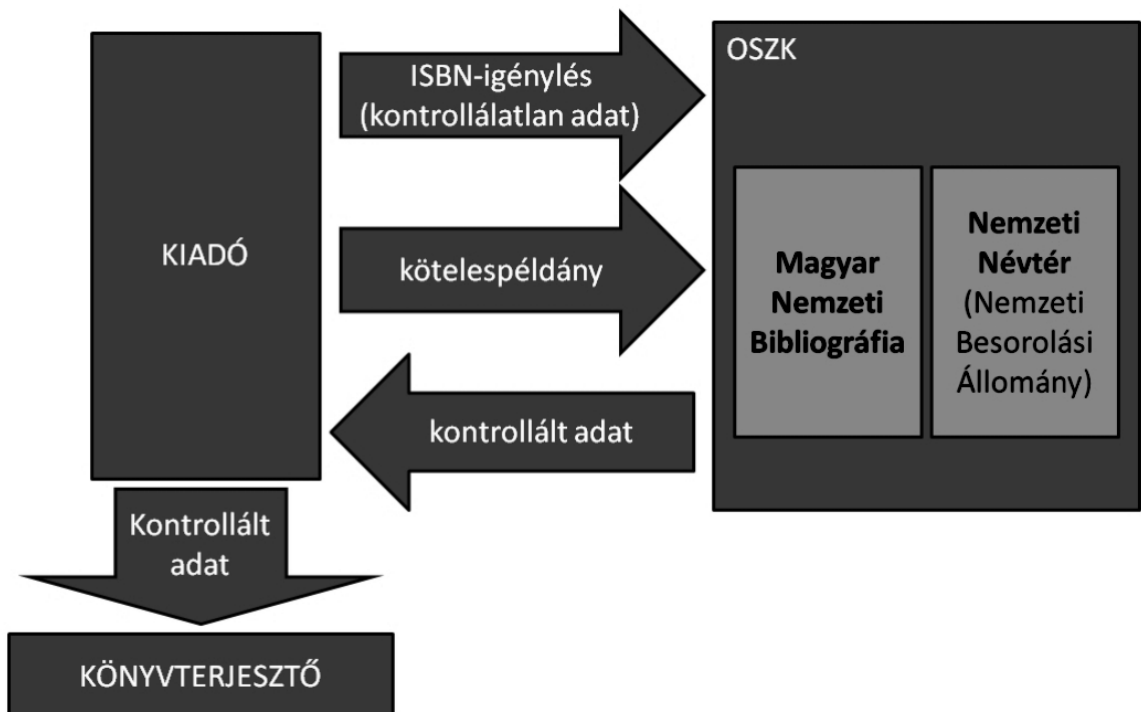 KIADÓ
ISBN-igénylés
(kontrollálatlan adat)
kötelespéldány
kontrollált adat
OSZK
Magyar
Nemzeti
Bibliográfia
Nemzeti
Névtér
(Nemzeti
Besorolási
Állomány)
Kontrollált
adat
KÖNYVTERJESZTŐ